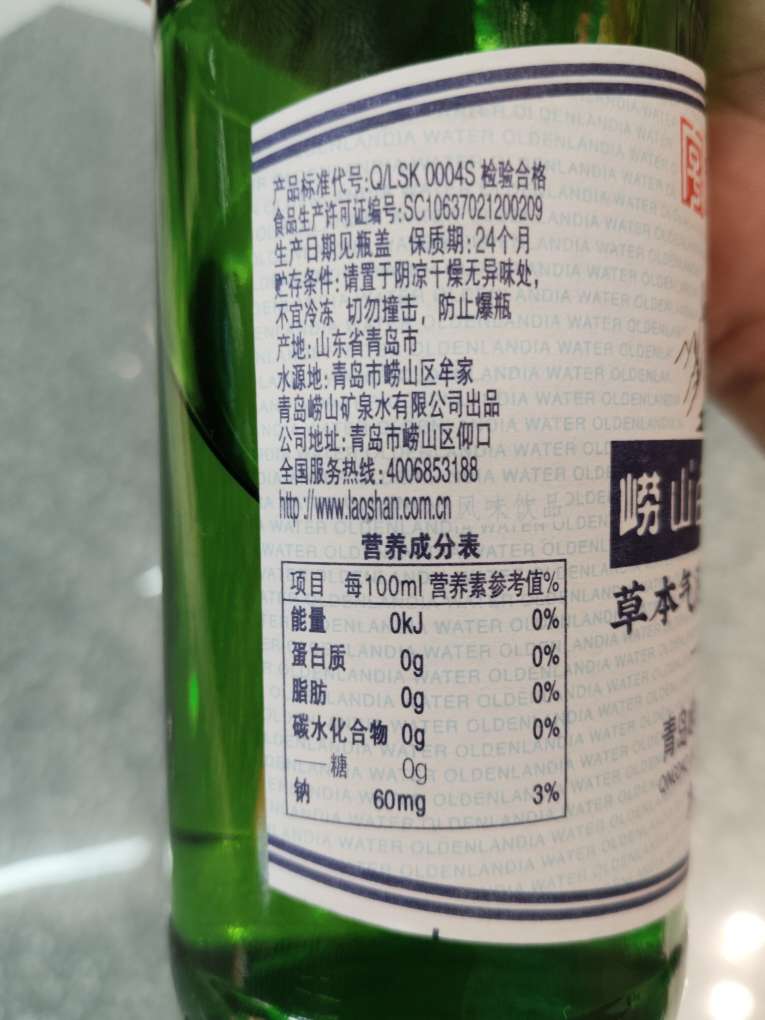 产品标准代号:Q/LSK 0004S 检验合格
食品生产许可证编号:SC10637021200209
生产日期见瓶盖 保质期:24个月
贮存条件:请置于阴凉干燥无异味处,
不宜冷冻 切勿撞击,防止爆瓶
产地:山东省青岛市
水源地:青岛市崂山区牟家
青岛崂山矿泉水有限公司出品
公司地址:青岛市崂山区仰口
全国服务热线:4006853188
http://www.laoshan.com.cn
风味饮品
营养成分表
项目 每100ml 营养素参考值%
能量 0kJ 0%
蛋白质 0g 0%
脂肪 0g 0%
碳水化合物 0g 0%
——糖 0g
钠 60mg 3%
崂山
草本气
青岛
OLDENLANDIA WATER